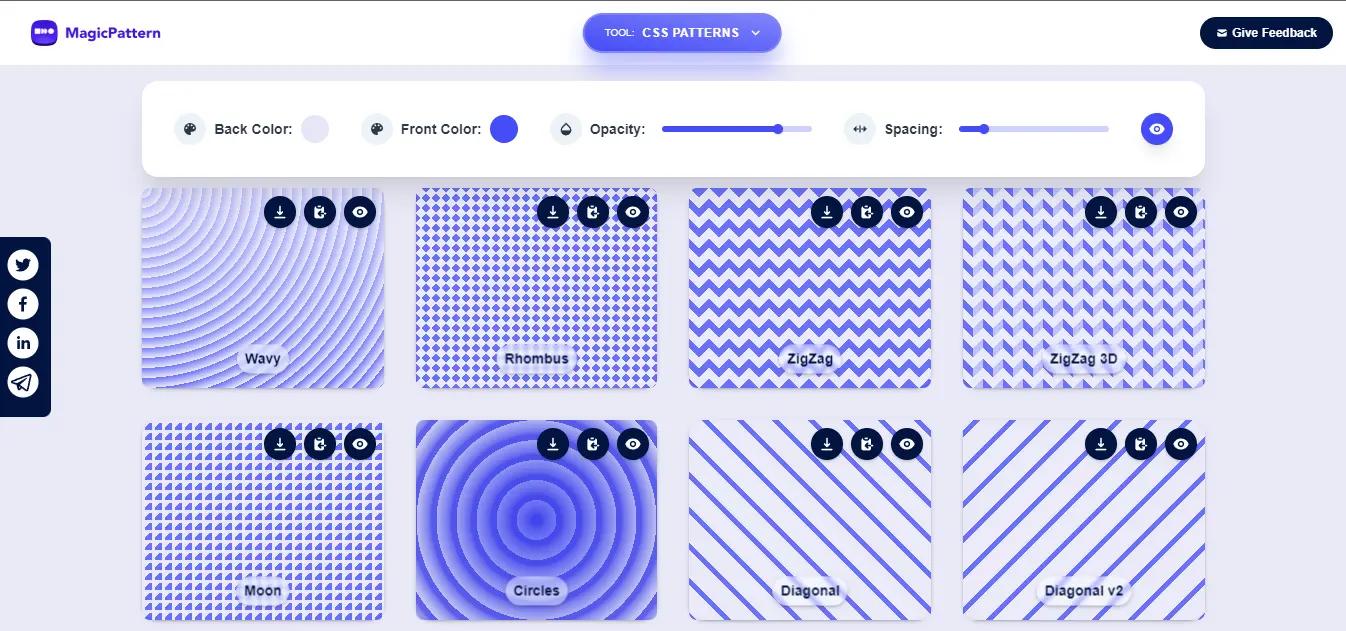 MagicPattern
TOOL: CSS PATTERNS
Give Feedback
Back Color:
Front Color:
Opacity:
Spacing:
Wavy
Rhombus
ZigZag
ZigZag 3D
Moon
Circles
Diagonal
Diagonal v2